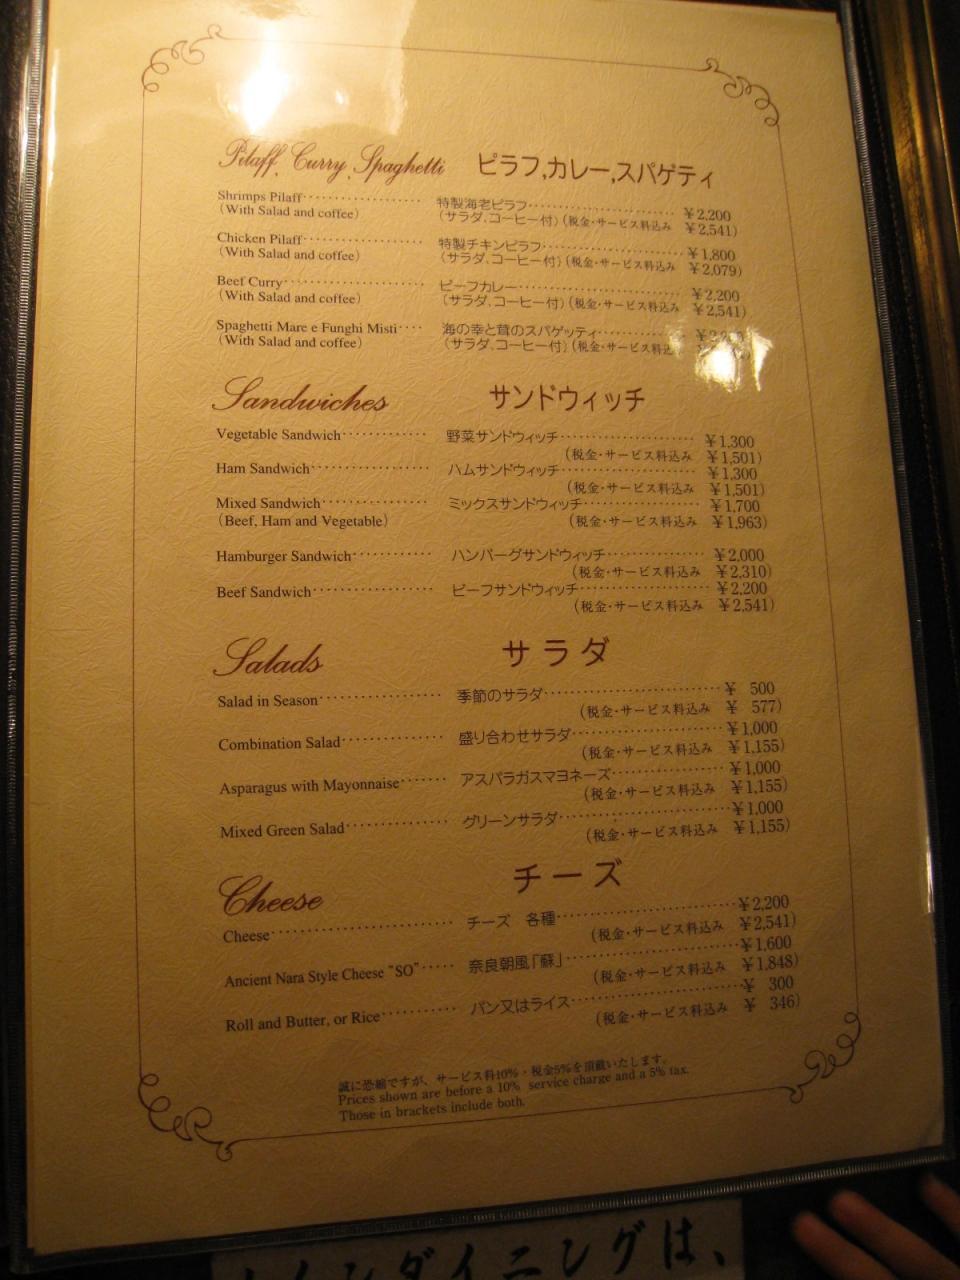 Pilaff, Curry, Spaghetti ピラフ,カレー,スパゲティ
Shrimps Pilaff 特製海老ピラフ ¥2,200
(With Salad and coffee) (サラダ、コーヒー付) (税金・サービス料込み ¥2,541)
Chicken Pilaff 特製チキンピラフ ¥1,800
(With Salad and coffee) (サラダ、コーヒー付) (税金・サービス料込み ¥2,079)
Beef Curry ビーフカレー ¥2,200
(With Salad and coffee) (サラダ、コーヒー付) (税金・サービス料込み ¥2,541)
Spaghetti Mare e Funghi Misti 海の幸と茸のスパゲッティ
(With Salad and coffee) (サラダ、コーヒー付) (税金・サービス料込
Sandwiches サンドウィッチ
Vegetable Sandwich 野菜サンドウィッチ ¥1,300
(税金・サービス料込み ¥1,501)
Ham Sandwich ハムサンドウィッチ ¥1,300
(税金・サービス料込み ¥1,501)
Mixed Sandwich ミックスサンドウィッチ ¥1,700
(Beef, Ham and Vegetable) (税金・サービス料込み ¥1,963)
Hamburger Sandwich ハンバーグサンドウィッチ ¥2,000
(税金・サービス料込み ¥2,310)
Beef Sandwich ビーフサンドウィッチ ¥2,200
(税金・サービス料込み ¥2,541)
Salads サラダ
Salad in Season 季節のサラダ ¥ 500
(税金・サービス料込み ¥ 577)
Combination Salad 盛り合わせサラダ ¥1,000
(税金・サービス料込み ¥1,155)
Asparagus with Mayonnaise アスパラガスマヨネーズ ¥1,000
(税金・サービス料込み ¥1,155)
Mixed Green Salad グリーンサラダ ¥1,000
(税金・サービス料込み ¥1,155)
Cheese チーズ
Cheese チーズ 各種 ¥2,200
(税金・サービス料込み ¥2,541)
Ancient Nara Style Cheese "SO" 奈良朝風「蘇」 ¥1,600
(税金・サービス料込み ¥1,848)
Roll and Butter, or Rice パン又はライス ¥ 300
(税金・サービス料込み ¥ 346)
誠に恐縮ですが、サービス料10%・税金5%を頂戴いたします。
Prices shown are before a 10% service charge and a 5% tax.
Those in brackets include both.
インダイニングは、